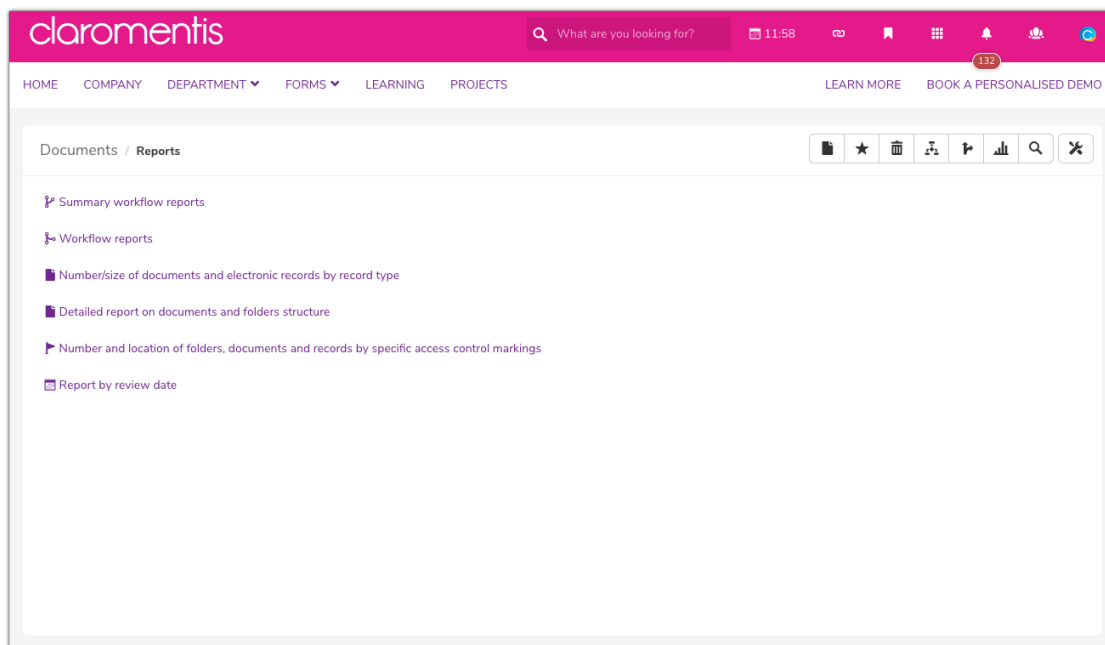 claromentis
What are you looking for?
11:58
132
HOME COMPANY DEPARTMENT FORMS LEARNING PROJECTS LEARN MORE BOOK A PERSONALISED DEMO
Documents / Reports
Summary workflow reports
Workflow reports
Number/size of documents and electronic records by record type
Detailed report on documents and folders structure
Number and location of folders, documents and records by specific access control markings
Report by review date